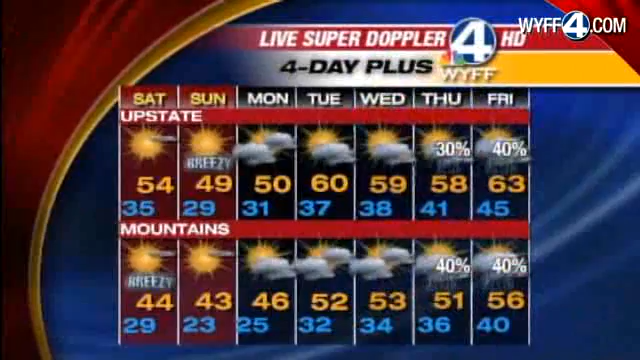 WYFF4.COM
LIVE SUPER DOPPLER 4 HD
4-DAY PLUS WYFF
SAT SUN MON TUE WED THU FRI
UPSTATE
BREEZY 30% 40%
54 49 50 60 59 58 63
35 29 31 37 38 41 45
MOUNTAINS
BREEZY 40% 40%
44 43 46 52 53 51 56
29 23 25 32 34 36 40